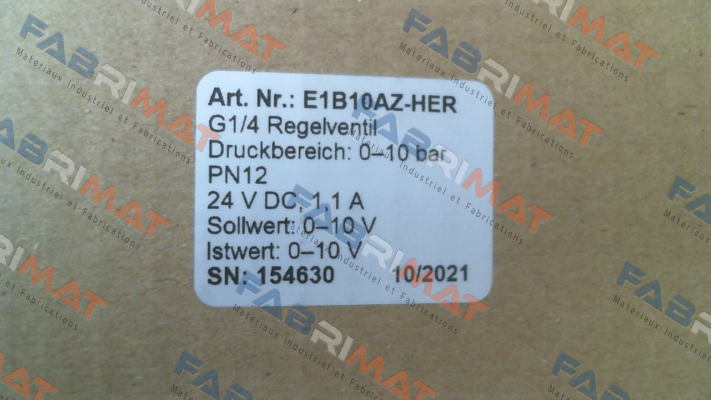 Art. Nr.: E1B10AZ-HER
G1/4 Regelventil
Druckbereich: 0–10 bar
PN12
24 V DC, 1,1 A
Sollwert: 0–10 V
Istwert: 0–10 V
SN: 154630 10/2021
FABRIMAT
Materiaux Industriel et Fabrications